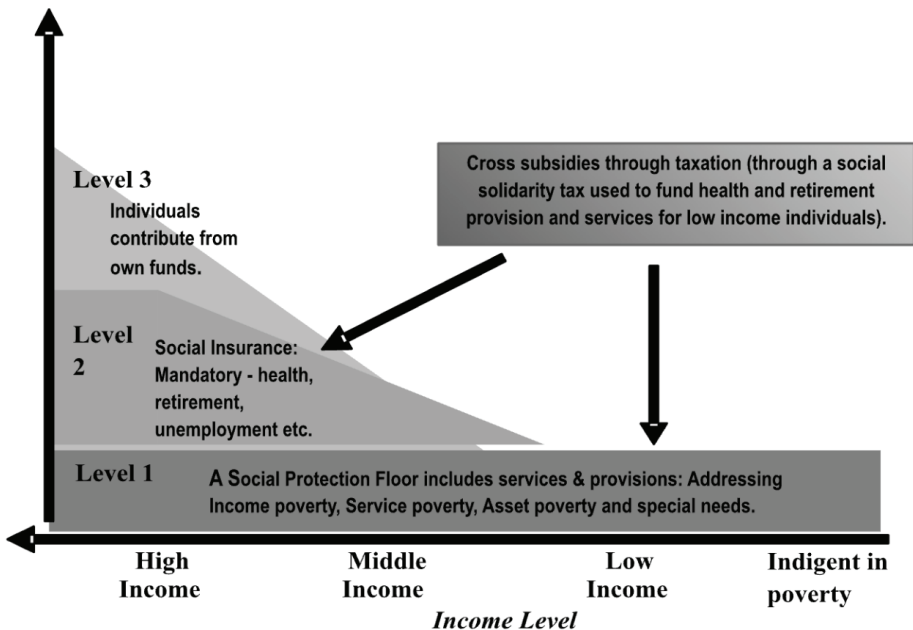 Cross subsidies through taxation (through a social
solidarity tax used to fund health and retirement
provision and services for low income individuals).
Level 3
Individuals
contribute from
own funds.
Level
2
Social Insurance:
Mandatory - health,
retirement,
unemployment etc.
Level 1
A Social Protection Floor includes services & provisions: Addressing
Income poverty, Service poverty, Asset poverty and special needs.
High
Income
Middle
Income
Low
Income
Indigent in
poverty
Income Level